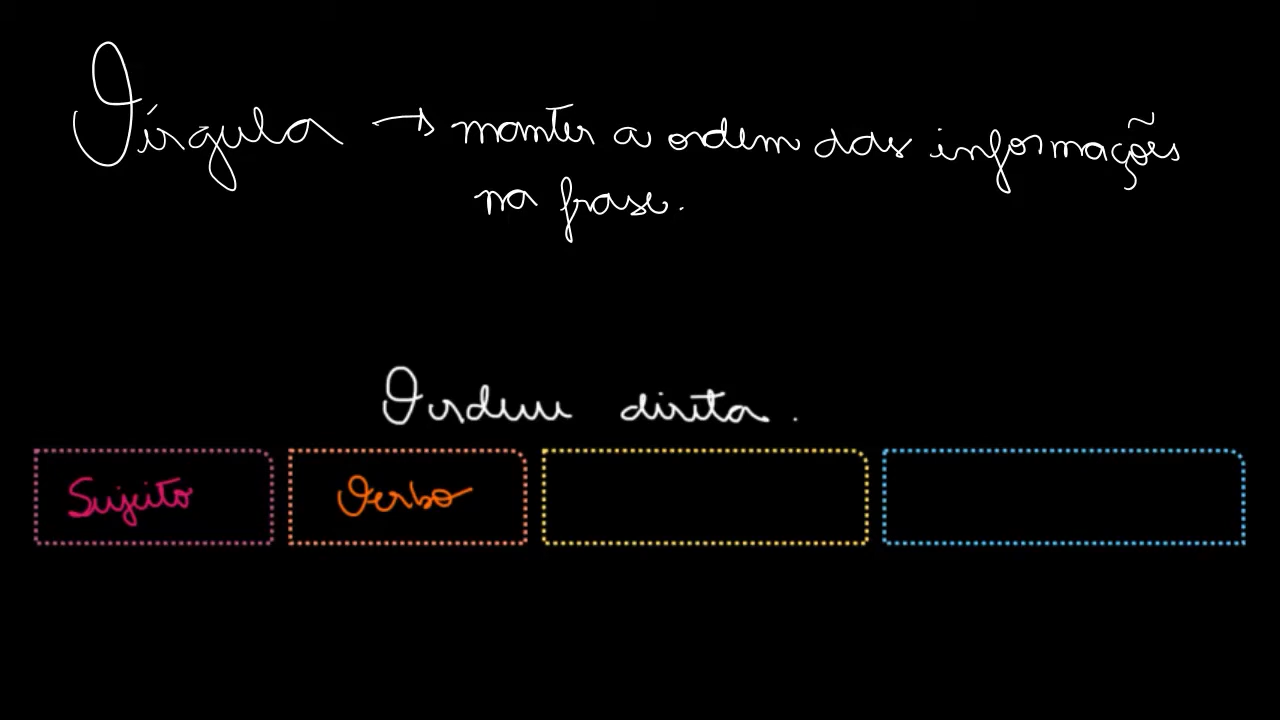 Vírgula → manter a ordem das informações
na frase.
Ordem direta.
Sujeito Verbo